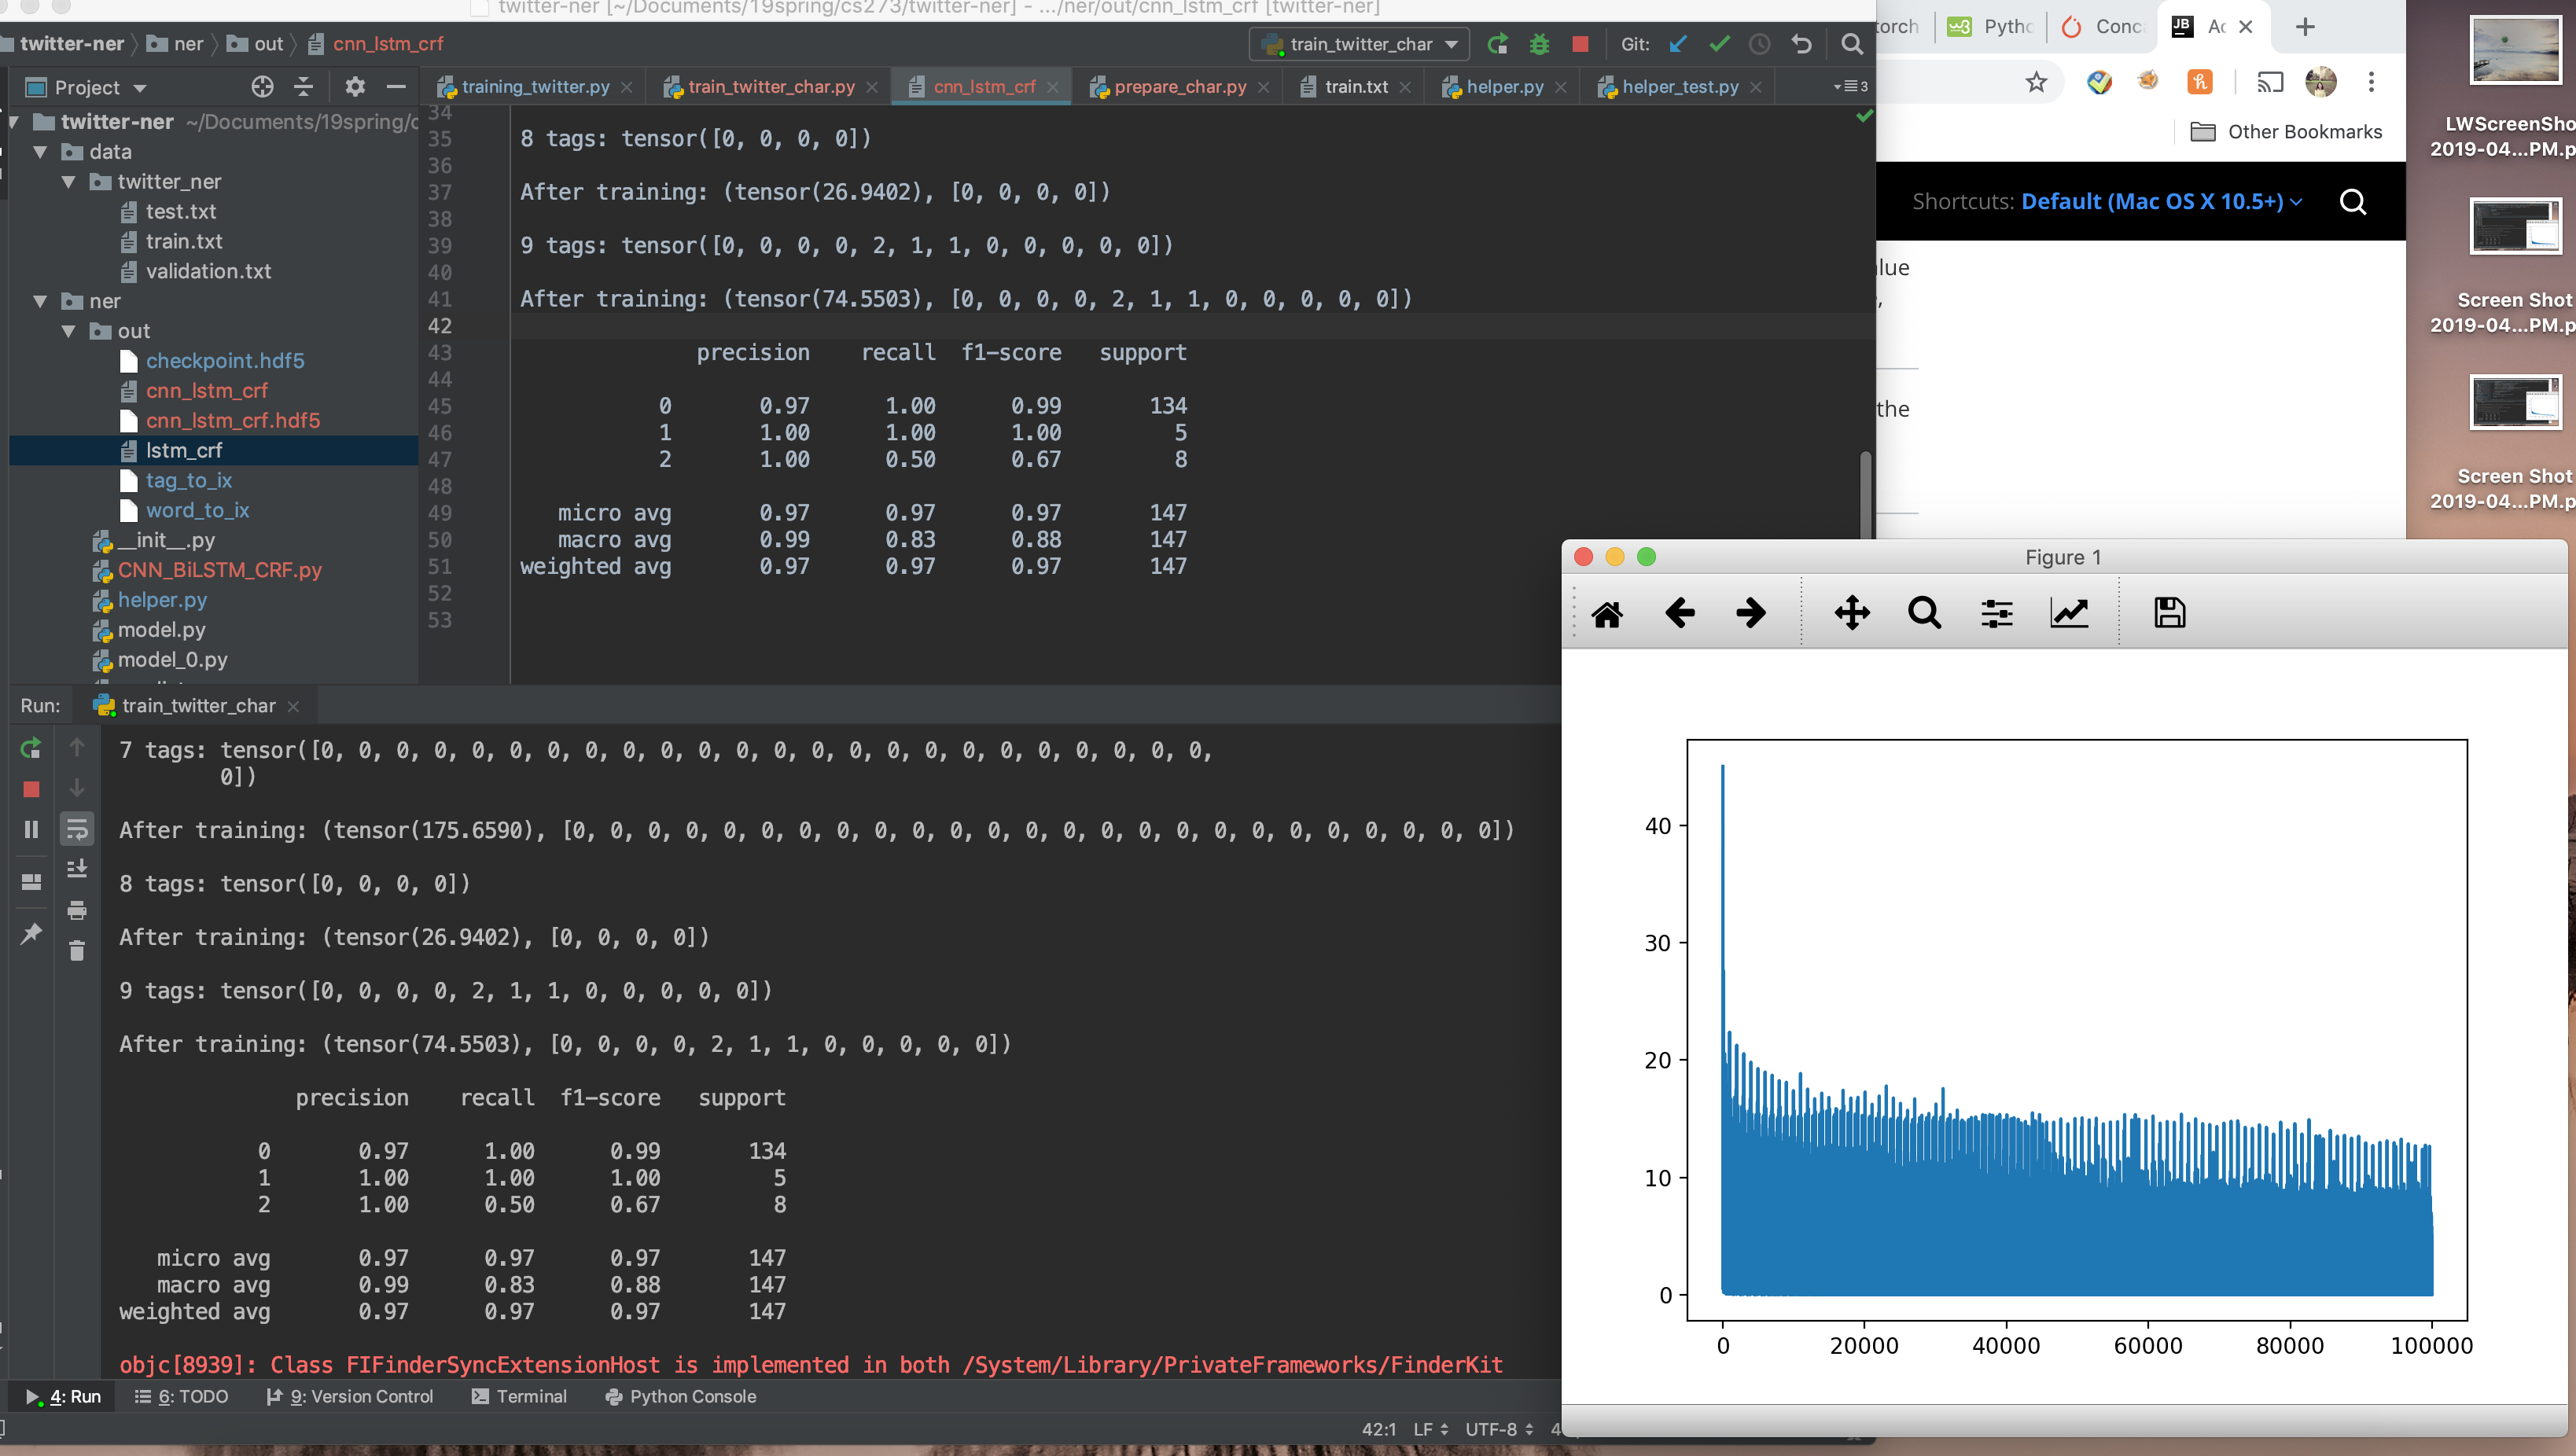 twitter-ner [~/Documents/19spring/cs273/twitter-ner] - .../ner/out/cnn_lstm_crf [twitter-ner]
twitter-ner ner out cnn_lstm_crf
train_twitter_char Git:
Project
training_twitter.py train_twitter_char.py cnn_lstm_crf prepare_char.py train.txt helper.py helper_test.py 3
twitter-ner ~/Documents/19spring/c
data
twitter_ner
test.txt
train.txt
validation.txt
ner
out
checkpoint.hdf5
cnn_lstm_crf
cnn_lstm_crf.hdf5
lstm_crf
tag_to_ix
word_to_ix
__init__.py
CNN_BiLSTM_CRF.py
helper.py
model.py
model_0.py
34
35 8 tags: tensor([0, 0, 0, 0])
36
37 After training: (tensor(26.9402), [0, 0, 0, 0])
38
39 9 tags: tensor([0, 0, 0, 0, 2, 1, 1, 0, 0, 0, 0, 0])
40
41 After training: (tensor(74.5503), [0, 0, 0, 0, 2, 1, 1, 0, 0, 0, 0, 0])
42
43 precision recall f1-score support
44
45 0 0.97 1.00 0.99 134
46 1 1.00 1.00 1.00 5
47 2 1.00 0.50 0.67 8
48
49 micro avg 0.97 0.97 0.97 147
50 macro avg 0.99 0.83 0.88 147
51 weighted avg 0.97 0.97 0.97 147
52
53
Run: train_twitter_char
7 tags: tensor([0, 0, 0, 0, 0, 0, 0, 0, 0, 0, 0, 0, 0, 0, 0, 0, 0, 0, 0, 0, 0, 0, 0, 0,
0])
After training: (tensor(175.6590), [0, 0, 0, 0, 0, 0, 0, 0, 0, 0, 0, 0, 0, 0, 0, 0, 0, 0, 0, 0, 0, 0, 0, 0, 0])
8 tags: tensor([0, 0, 0, 0])
After training: (tensor(26.9402), [0, 0, 0, 0])
9 tags: tensor([0, 0, 0, 0, 2, 1, 1, 0, 0, 0, 0, 0])
After training: (tensor(74.5503), [0, 0, 0, 0, 2, 1, 1, 0, 0, 0, 0, 0])
precision recall f1-score support
0 0.97 1.00 0.99 134
1 1.00 1.00 1.00 5
2 1.00 0.50 0.67 8
micro avg 0.97 0.97 0.97 147
macro avg 0.99 0.83 0.88 147
weighted avg 0.97 0.97 0.97 147
objc[8939]: Class FIFinderSyncExtensionHost is implemented in both /System/Library/PrivateFrameworks/FinderKit
4: Run 6: TODO 9: Version Control Terminal Python Console
42:1 LF UTF-8 4
torch w3 Pytho Conc JB Ac
Other Bookmarks
Shortcuts: Default (Mac OS X 10.5+)
lue
the
LWScreenSho
2019-04...PM.p
Screen Shot
2019-04...PM.p
Screen Shot
2019-04...PM.p
Figure 1
40
30
20
10
0
0 20000 40000 60000 80000 100000